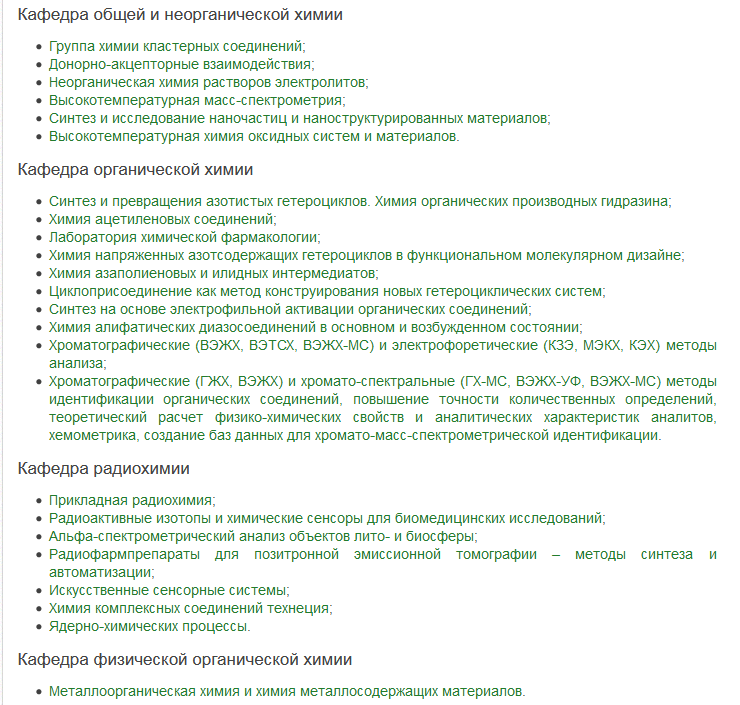 Кафедра общей и неорганической химии
Группа химии кластерных соединений;
Донорно-акцепторные взаимодействия;
Неорганическая химия растворов электролитов;
Высокотемпературная масс-спектрометрия;
Синтез и исследование наночастиц и наноструктурированных материалов;
Высокотемпературная химия оксидных систем и материалов.
Кафедра органической химии
Синтез и превращения азотистых гетероциклов. Химия органических производных гидразина;
Химия ацетиленовых соединений;
Лаборатория химической фармакологии;
Химия напряженных азотсодержащих гетероциклов в функциональном молекулярном дизайне;
Химия азаполиеновых и илидных интермедиатов;
Циклоприсоединение как метод конструирования новых гетероциклических систем;
Синтез на основе электрофильной активации органических соединений;
Химия алифатических диазосоединений в основном и возбужденном состоянии;
Хроматографические (ВЭЖХ, ВЭТСХ, ВЭЖХ-МС) и электрофоретические (КЗЭ, МЭКХ, КЭХ) методы
анализа;
Хроматографические (ГЖХ, ВЭЖХ) и хромато-спектральные (ГХ-МС, ВЭЖХ-УФ, ВЭЖХ-МС) методы
идентификации органических соединений, повышение точности количественных определений,
теоретический расчет физико-химических свойств и аналитических характеристик аналитов,
хемометрика, создание баз данных для хромато-масс-спектрометрической идентификации.
Кафедра радиохимии
Прикладная радиохимия;
Радиоактивные изотопы и химические сенсоры для биомедицинских исследований;
Альфа-спектрометрический анализ объектов лито- и биосферы;
Радиофармпрепараты для позитронной эмиссионной томографии – методы синтеза и
автоматизации;
Искусственные сенсорные системы;
Химия комплексных соединений технеция;
Ядерно-химических процессы.
Кафедра физической органической химии
Металлоорганическая химия и химия металлосодержащих материалов.